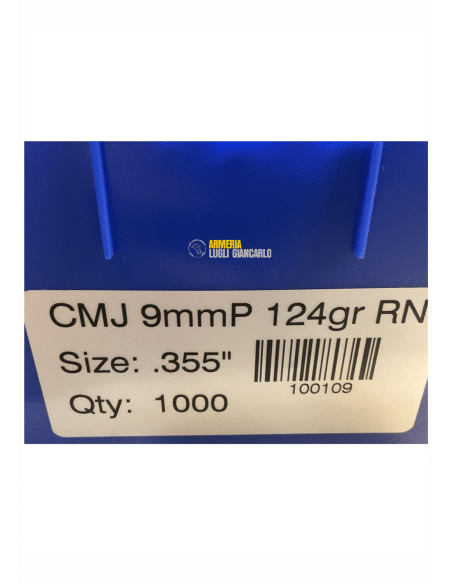 ARMERIA
LUGLI GIANCARLO
CMJ 9mmP 124gr RN
Size: .355"
100109
Qty: 1000